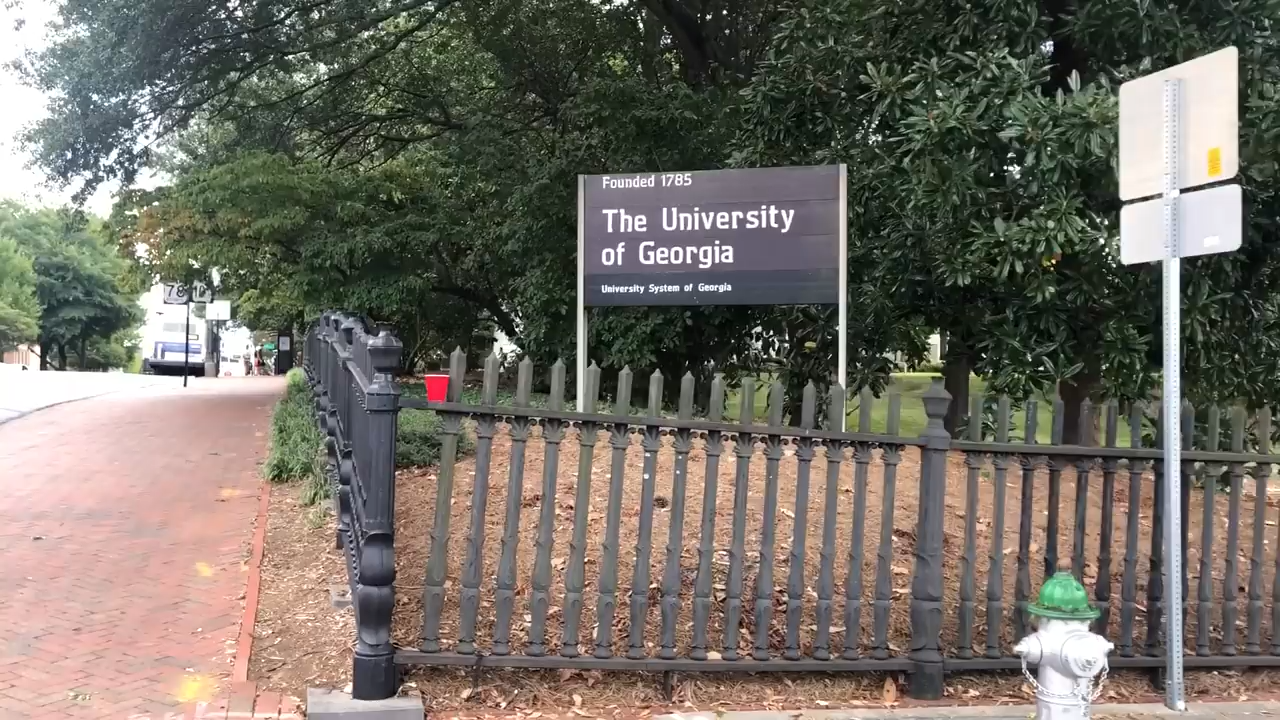 Founded 1785
The University
of Georgia
University System of Georgia
78